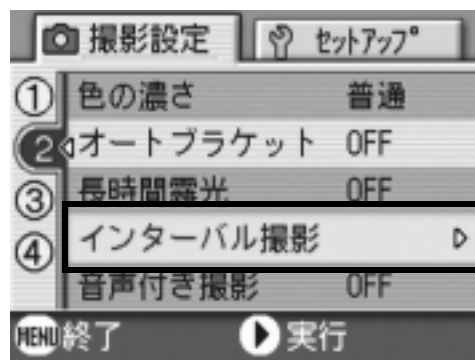 撮影設定 セットアップ
1 色の濃さ 普通
2 オートブラケット OFF
3 長時間露光 OFF
4 インターバル撮影
音声付き撮影 OFF
MENU 終了 実行